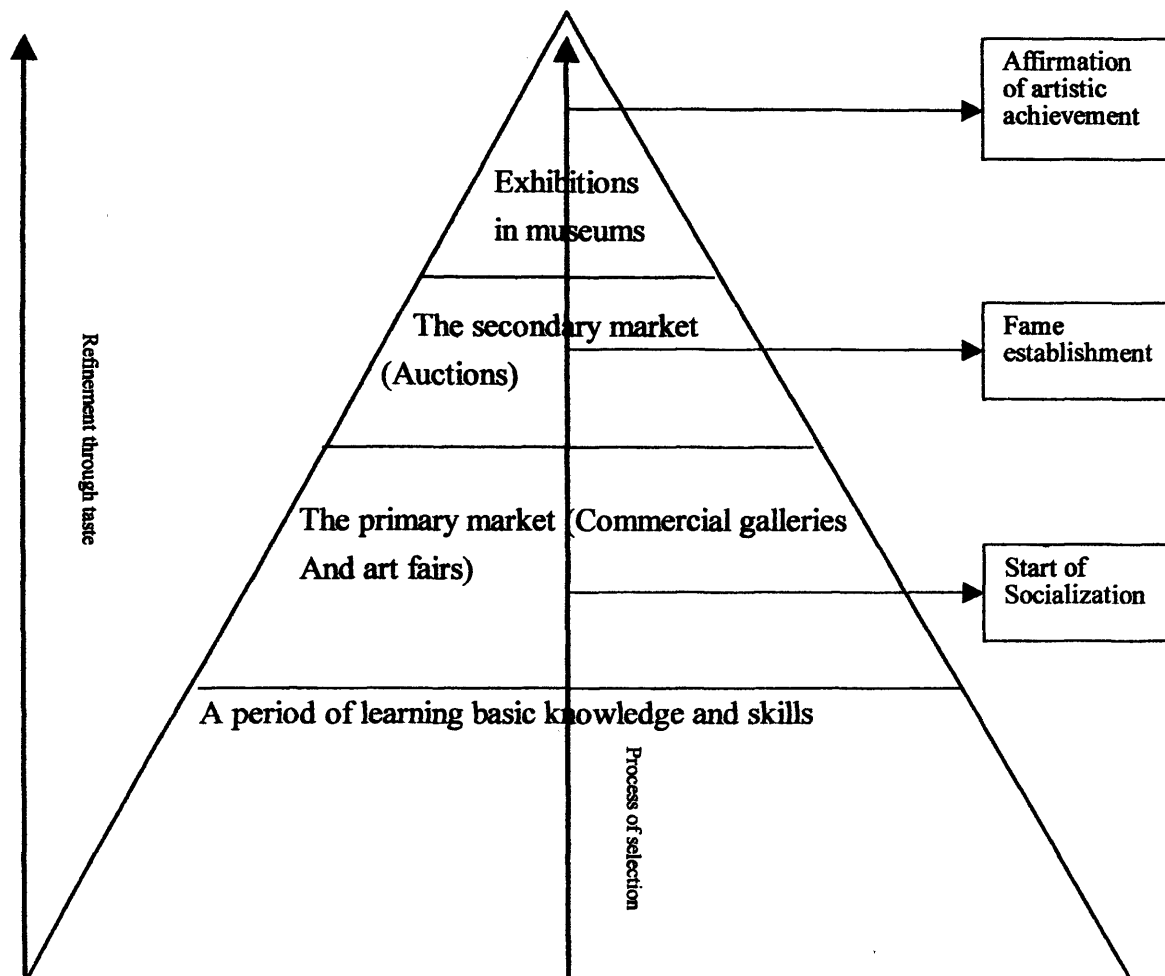 Affirmation
of artistic
achievement
Exhibitions
in museums
The secondary market
(Auctions)
Fame
establishment
Refinement through taste
The primary market (Commercial galleries
And art fairs)
Start of
Socialization
A period of learning basic knowledge and skills
Process of selection